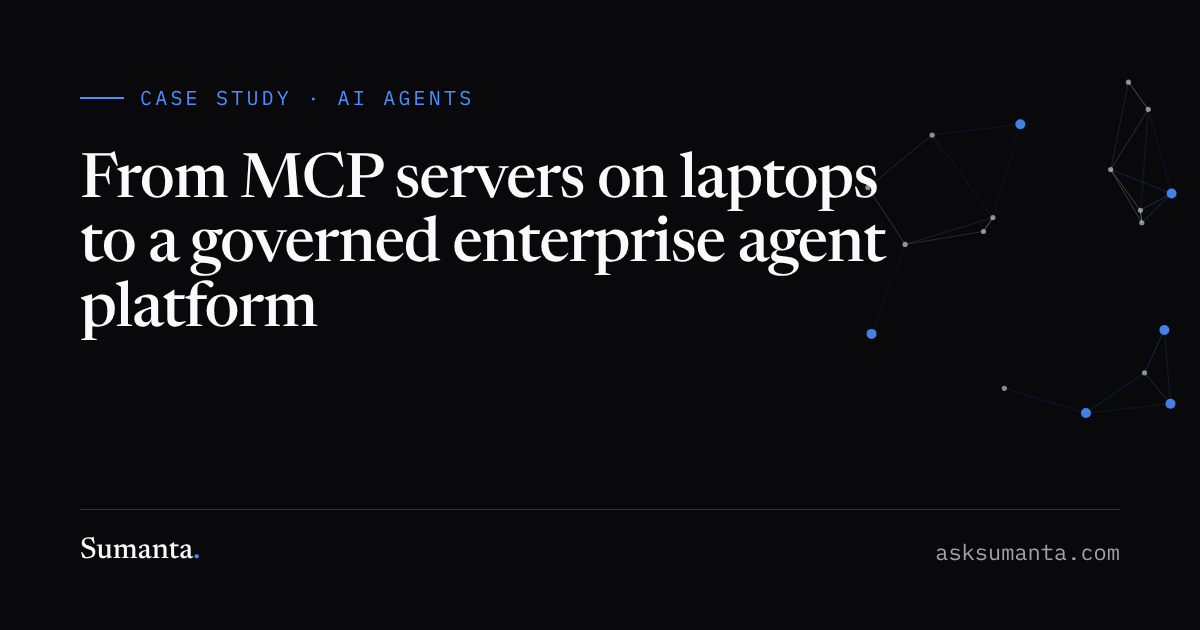 CASE STUDY · AI AGENTS
From MCP servers on laptops
to a governed enterprise agent
platform
Sumanta.
asksumanta.com